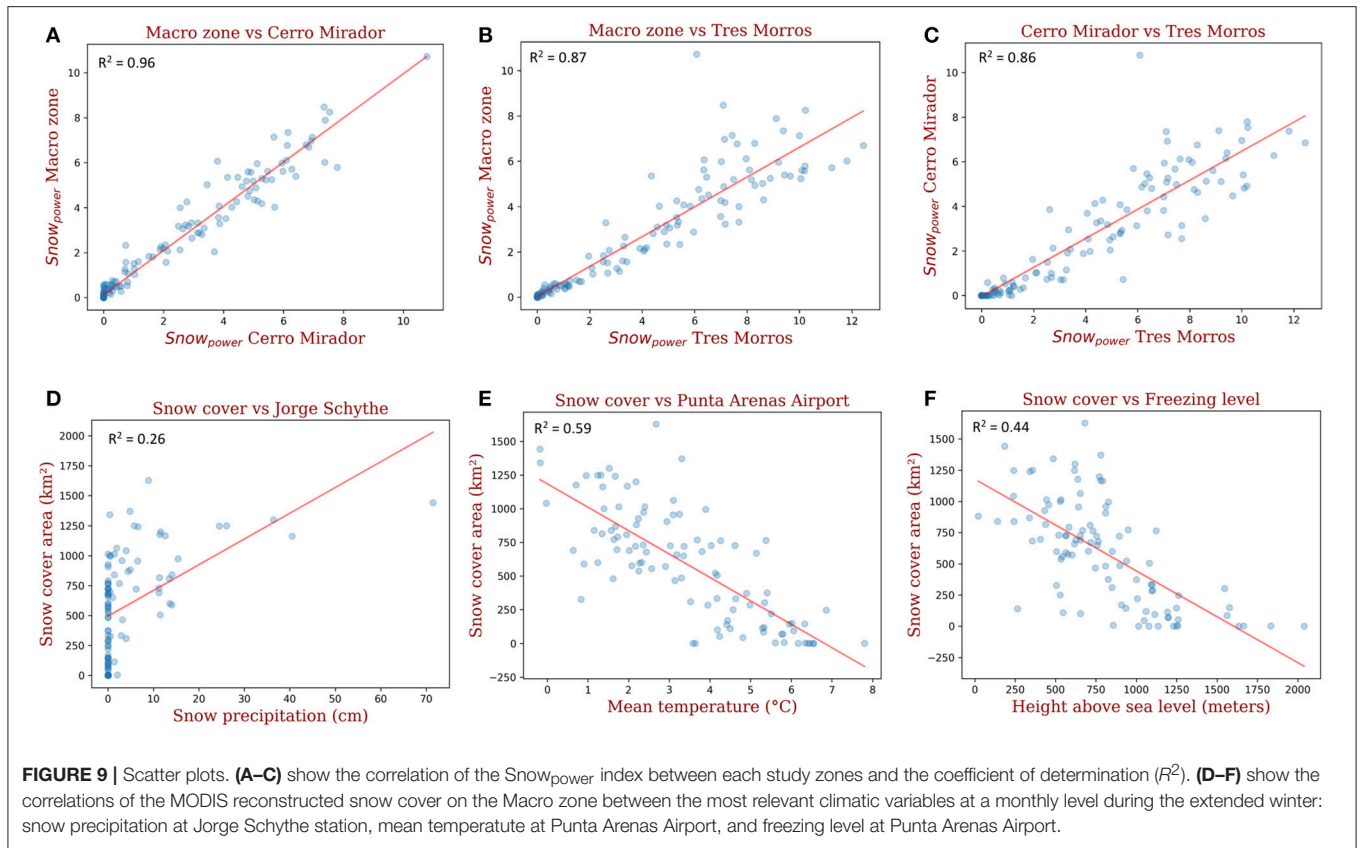 A
Macro zone vs Cerro Mirador
R² = 0.96
Snow_power Macro zone
10
8
6
4
2
0
0 2 4 6 8 10
Snow_power Cerro Mirador
B
Macro zone vs Tres Morros
R² = 0.87
Snow_power Macro zone
10
8
6
4
2
0
0 2 4 6 8 10 12
Snow_power Tres Morros
C
Cerro Mirador vs Tres Morros
R² = 0.86
Snow_power Cerro Mirador
10
8
6
4
2
0
0 2 4 6 8 10 12
Snow_power Tres Morros
D
Snow cover vs Jorge Schythe
R² = 0.26
Snow cover area (km²)
2000
1750
1500
1250
1000
750
500
250
0
0 10 20 30 40 50 60 70
Snow precipitation (cm)
E
Snow cover vs Punta Arenas Airport
R² = 0.59
Snow cover area (km²)
1500
1250
1000
750
500
250
0
−250
0 1 2 3 4 5 6 7 8
Mean temperature (°C)
F
Snow cover vs Freezing level
R² = 0.44
Snow cover area (km²)
1500
1250
1000
750
500
250
0
−250
0 250 500 750 1000 1250 1500 1750 2000
Height above sea level (meters)
FIGURE 9 | Scatter plots. (A–C) show the correlation of the Snow_power index between each study zones and the coefficient of determination (R²). (D–F) show the
correlations of the MODIS reconstructed snow cover on the Macro zone between the most relevant climatic variables at a monthly level during the extended winter:
snow precipitation at Jorge Schythe station, mean temperatute at Punta Arenas Airport, and freezing level at Punta Arenas Airport.